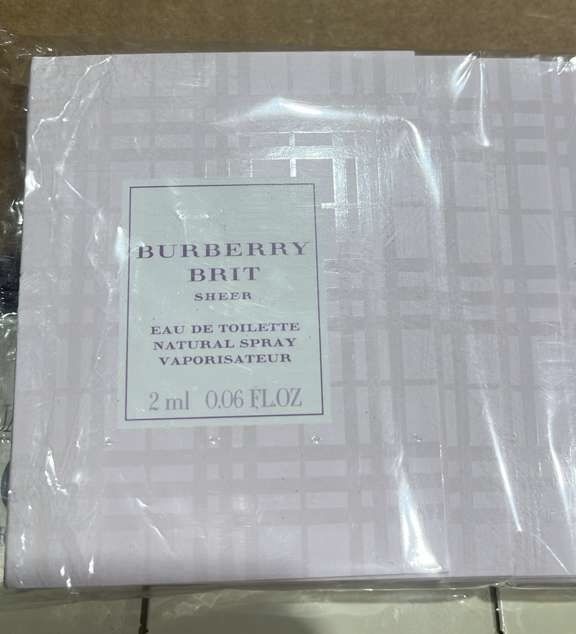 BURBERRY
BRIT
SHEER
EAU DE TOILETTE
NATURAL SPRAY
VAPORISATEUR
2 ml 0.06 FL.OZ